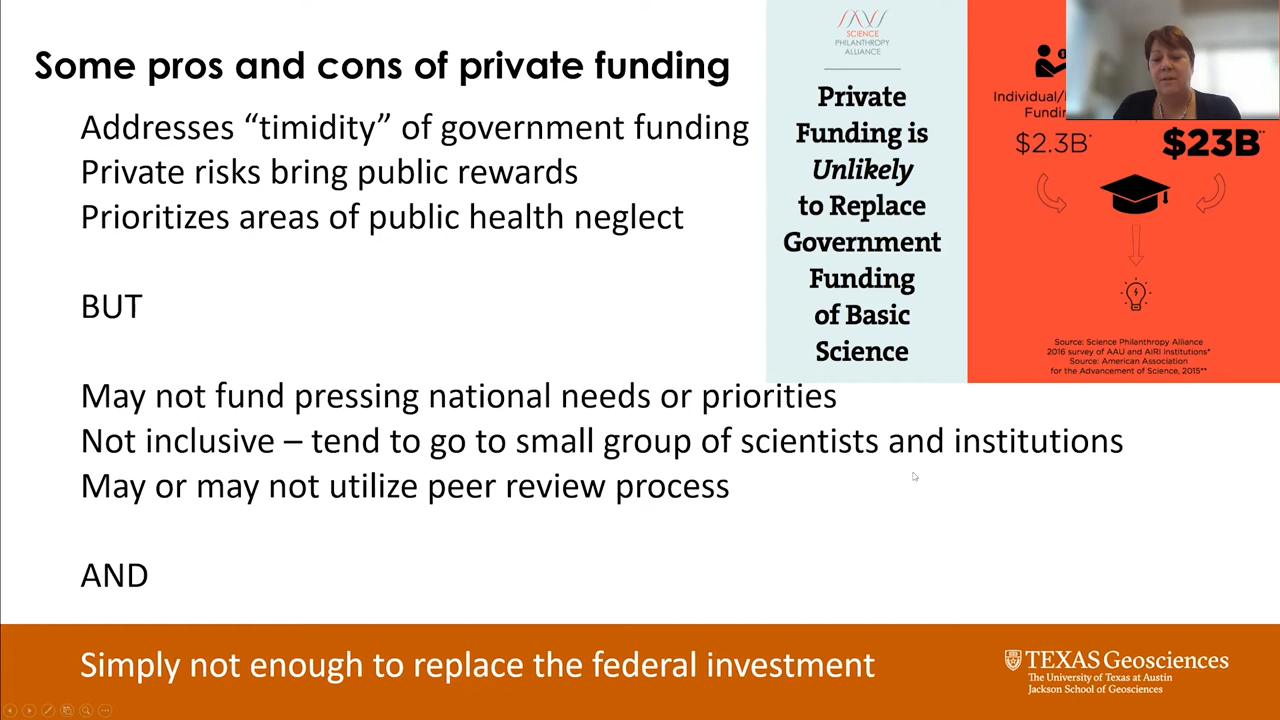 Some pros and cons of private funding
Addresses “timidity” of government funding
Private risks bring public rewards
Prioritizes areas of public health neglect
BUT
May not fund pressing national needs or priorities
Not inclusive – tend to go to small group of scientists and institutions
May or may not utilize peer review process
AND
Simply not enough to replace the federal investment
SCIENCE
PHILANTHROPY
ALLIANCE
Private
Funding is
Unlikely
to Replace
Government
Funding
of Basic
Science
$2.3B*
$23B**
Source: Science Philanthropy Alliance
2016 survey of AAU and AIRI institutions*
Source: American Association
for the Advancement of Science, 2015**
TEXAS Geosciences
The University of Texas at Austin
Jackson School of Geosciences